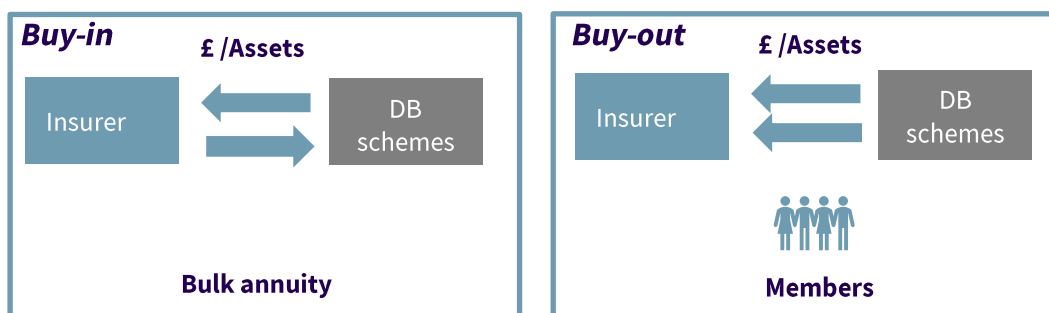 Buy-in
£ /Assets
Insurer
DB
schemes
Bulk annuity
Buy-out
£ /Assets
Insurer
DB
schemes
Members